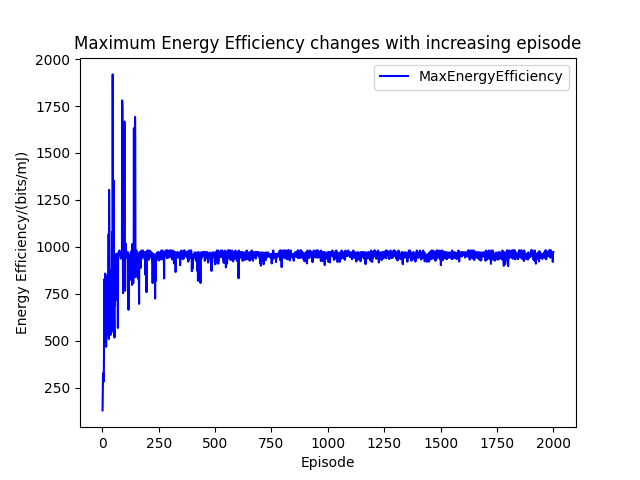 Maximum Energy Efficiency changes with increasing episode
MaxEnergyEfficiency
Energy Efficiency/(bits/mJ)
2000
1750
1500
1250
1000
750
500
250
0 250 500 750 1000 1250 1500 1750 2000
Episode